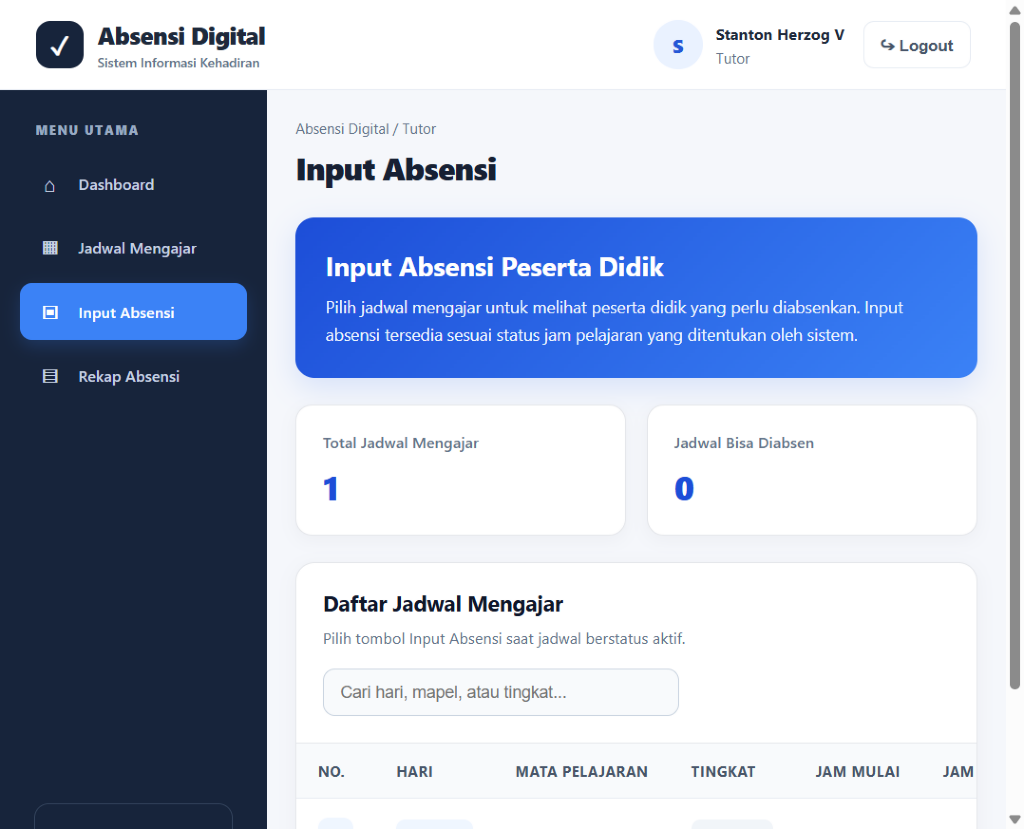 Absensi Digital
Sistem Informasi Kehadiran
S
Stanton Herzog V
Tutor
Logout
MENU UTAMA
Dashboard
Jadwal Mengajar
Input Absensi
Rekap Absensi
Absensi Digital / Tutor
Input Absensi
Input Absensi Peserta Didik
Pilih jadwal mengajar untuk melihat peserta didik yang perlu diabsenkan. Input
absensi tersedia sesuai status jam pelajaran yang ditentukan oleh sistem.
Total Jadwal Mengajar
1
Jadwal Bisa Diabsen
0
Daftar Jadwal Mengajar
Pilih tombol Input Absensi saat jadwal berstatus aktif.
Cari hari, mapel, atau tingkat...
NO. HARI MATA PELAJARAN TINGKAT JAM MULAI JAM